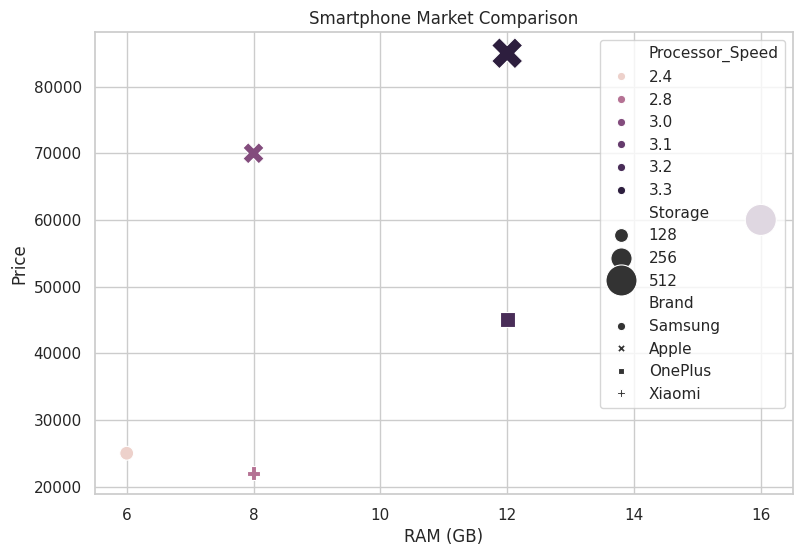 Smartphone Market Comparison
Price
80000
70000
60000
50000
40000
30000
20000
6
8
10
12
14
16
RAM (GB)
Processor_Speed
2.4
2.8
3.0
3.1
3.2
3.3
Storage
128
256
512
Brand
Samsung
Apple
OnePlus
Xiaomi